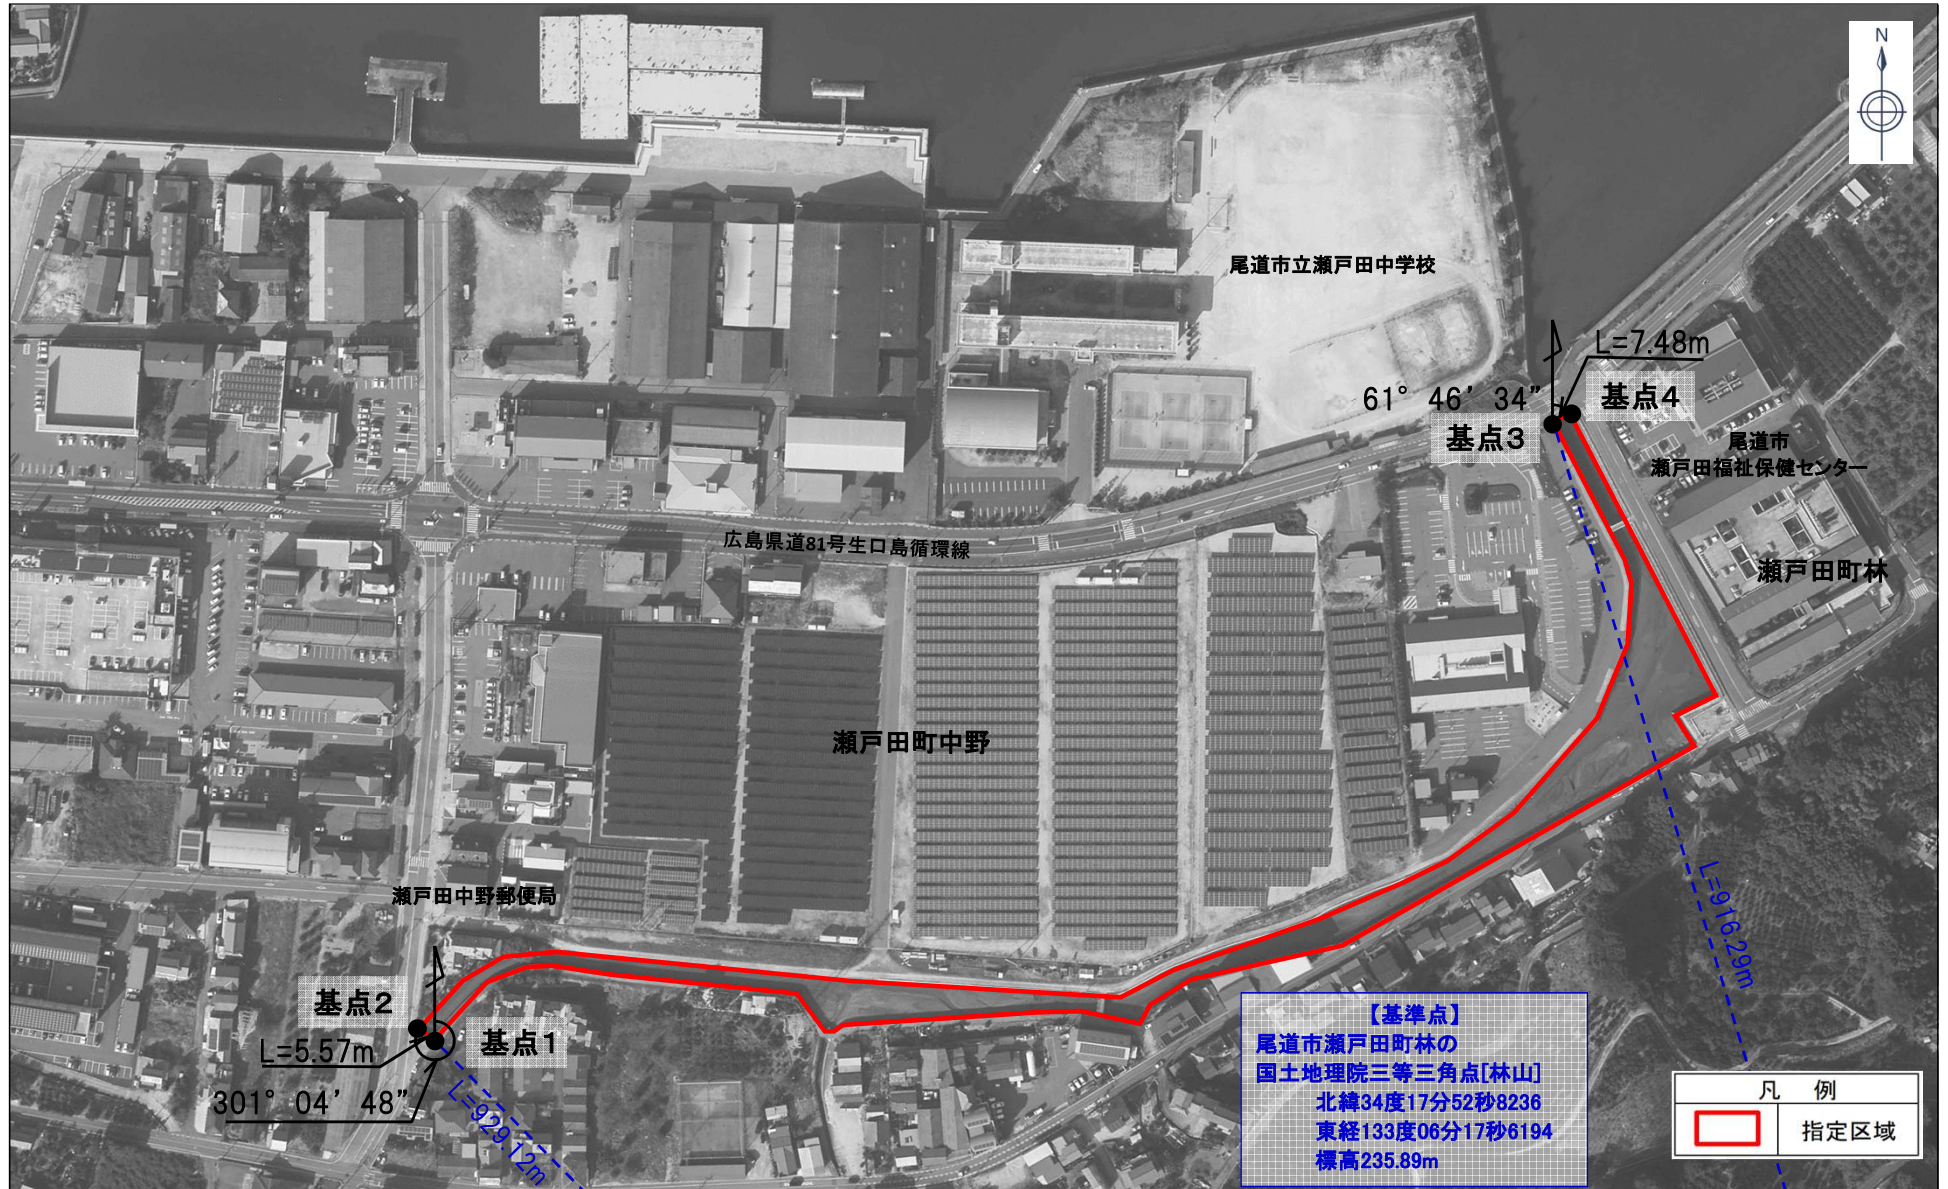 N
尾道市立瀬戸田中学校
L=7.48m
61° 46’ 34”
基点4
基点3
尾道市
瀬戸田福祉保健センター
広島県道81号生口島循環線
瀬戸田町林
瀬戸田町中野
瀬戸田中野郵便局
L=916.29m
基点2
基点1
L=5.57m
301° 04’ 48”
L=929.12m
【基準点】
尾道市瀬戸田町林の
国土地理院三等三角点[林山]
北緯34度17分52秒8236
東経133度06分17秒6194
標高235.89m
凡 例
指定区域